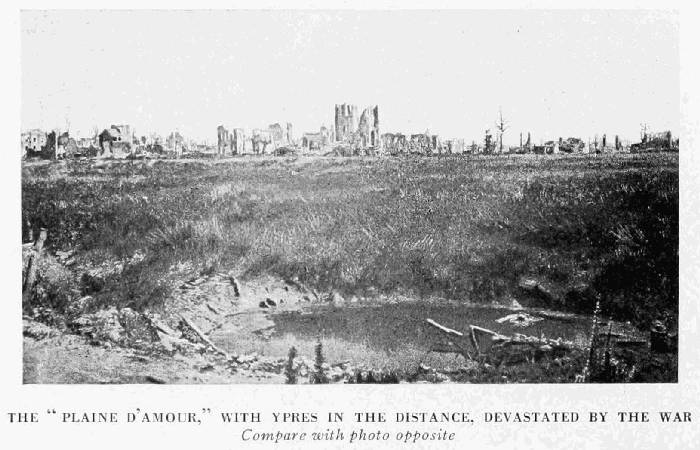 THE “ PLAINE D’AMOUR,” WITH YPRES IN THE DISTANCE, DEVASTATED BY THE WAR
Compare with photo opposite